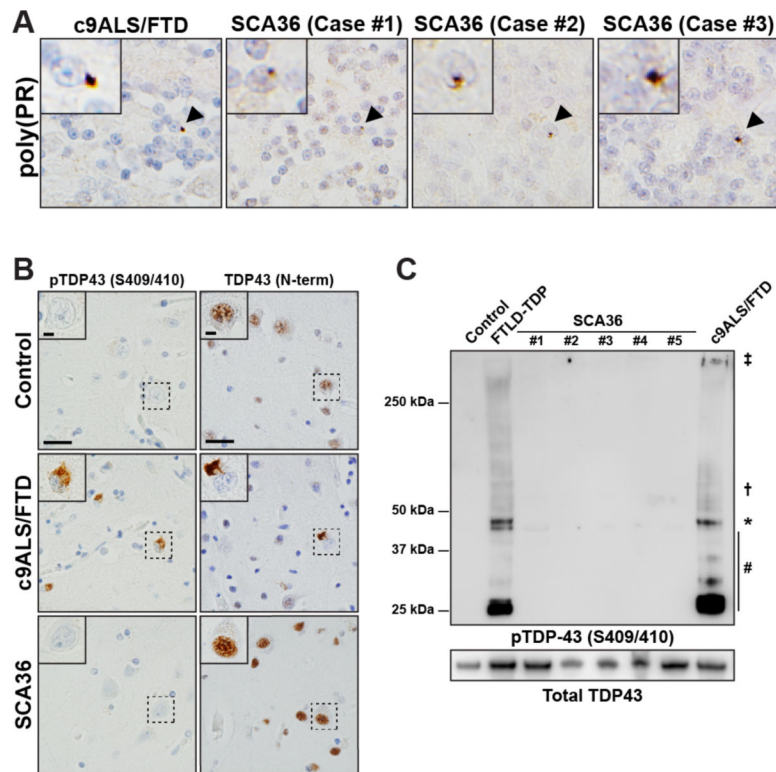 A
c9ALS/FTD
SCA36 (Case #1)
SCA36 (Case #2)
SCA36 (Case #3)
poly(PR)
B
pTDP43 (S409/410)
TDP43 (N-term)
Control
c9ALS/FTD
SCA36
C
Control
FTLD-TDP
SCA36
#1 #2 #3 #4 #5
c9ALS/FTD
‡
250 kDa
†
50 kDa
*
37 kDa
#
25 kDa
pTDP-43 (S409/410)
Total TDP43